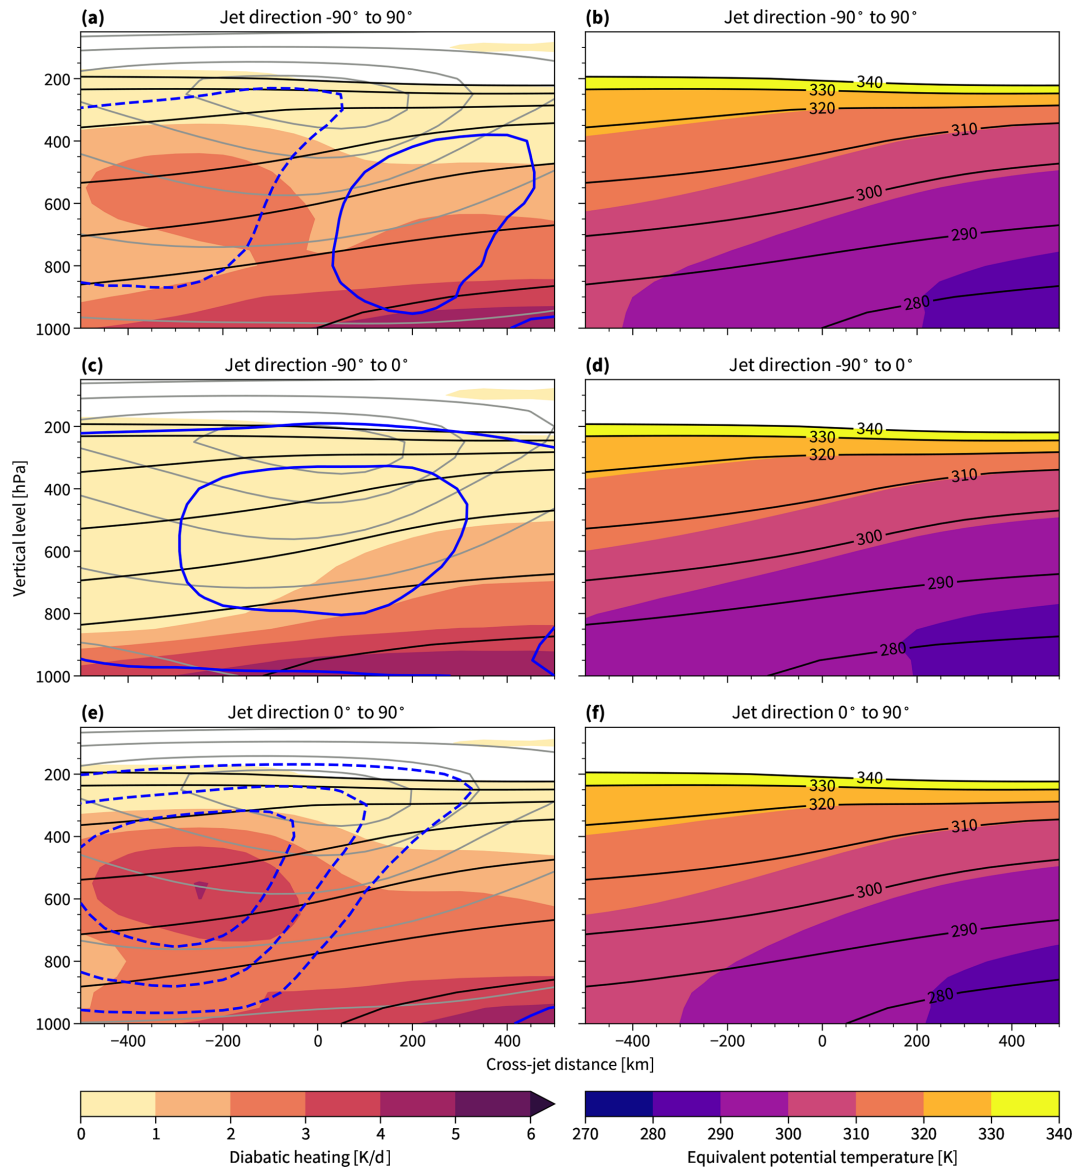 (a) Jet direction -90° to 90°
(b) Jet direction -90° to 90°
200
400
600
800
1000
340
330
320
310
300
290
280
(c) Jet direction -90° to 0°
(d) Jet direction -90° to 0°
Vertical level [hPa]
200
400
600
800
1000
340
330
320
310
300
290
280
(e) Jet direction 0° to 90°
(f) Jet direction 0° to 90°
200
400
600
800
1000
340
330
320
310
300
290
280
−400 −200 0 200 400
−400 −200 0 200 400
Cross-jet distance [km]
0 1 2 3 4 5 6
Diabatic heating [K/d]
270 280 290 300 310 320 330 340
Equivalent potential temperature [K]